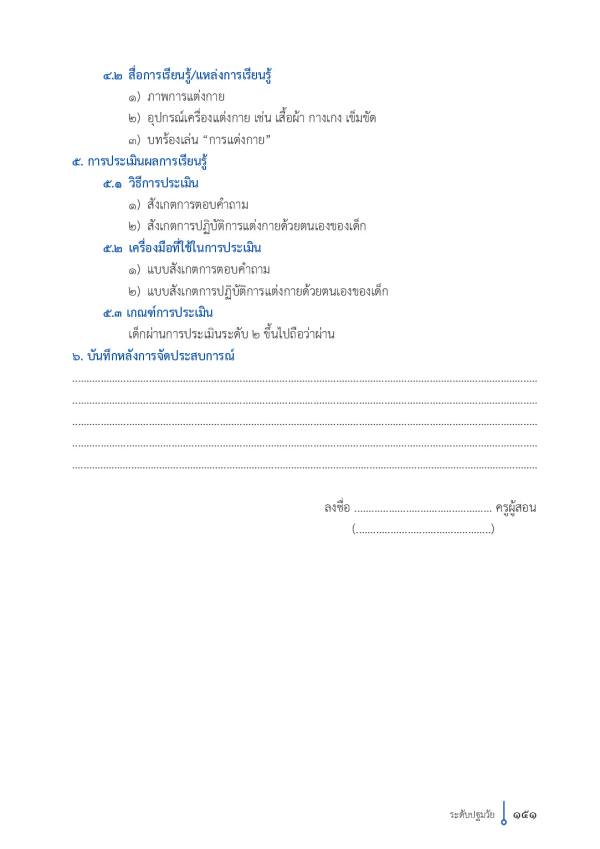 ๔.๒ สื่อการเรียนรู้/แหล่งการเรียนรู้
๑) ภาพการแต่งกาย
๒) อุปกรณ์เครื่องแต่งกาย เช่น เสื้อผ้า กางเกง เข็มขัด
๓) บทร้องเล่น “การแต่งกาย”
๕. การประเมินผลการเรียนรู้
๕.๑ วิธีการประเมิน
๑) สังเกตการตอบคำถาม
๒) สังเกตการปฏิบัติการแต่งกายด้วยตนเองของเด็ก
๕.๒ เครื่องมือที่ใช้ในการประเมิน
๑) แบบสังเกตการตอบคำถาม
๒) แบบสังเกตการปฏิบัติการแต่งกายด้วยตนเองของเด็ก
๕.๓ เกณฑ์การประเมิน
เด็กผ่านการประเมินระดับ ๒ ขึ้นไปถือว่าผ่าน
๖. บันทึกหลังการจัดประสบการณ์
................................................................................
................................................................................
................................................................................
................................................................................
................................................................................
ลงชื่อ ................................................ ครูผู้สอน
(...............................................)
ระดับปฐมวัย ๑๕๑